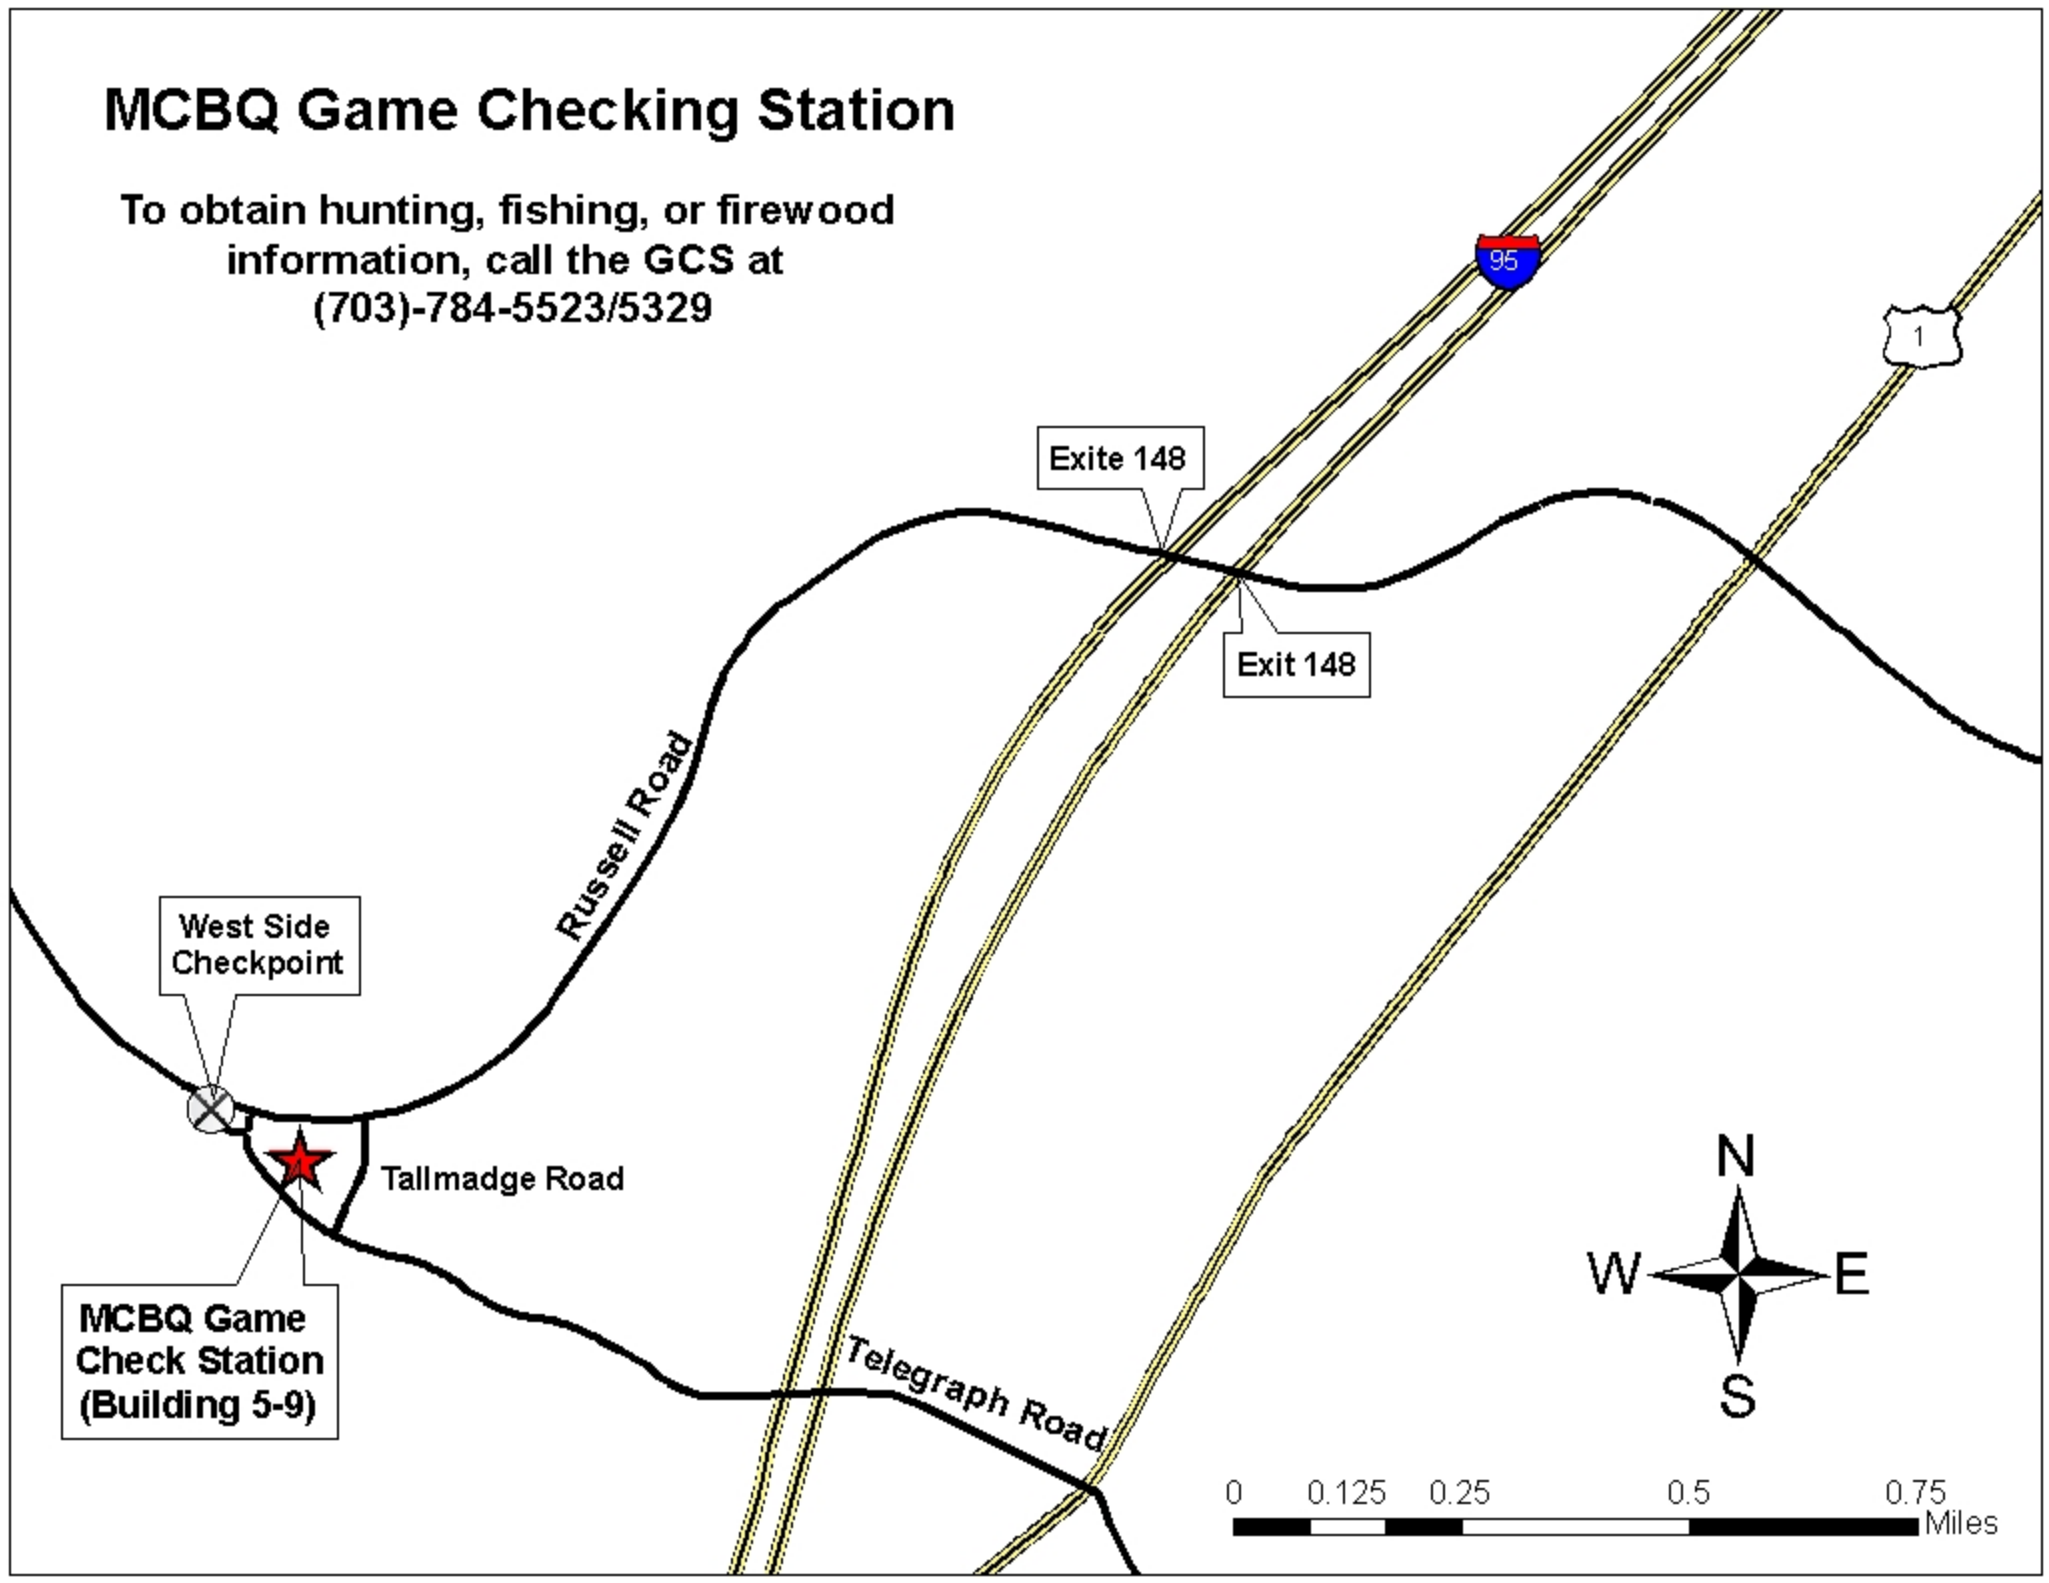 MCBQ Game Checking Station
To obtain hunting, fishing, or firewood
information, call the GCS at
(703)-784-5523/5329
95
1
Exite 148
Exit 148
Russell Road
West Side
Checkpoint
Tallmadge Road
MCBQ Game
Check Station
(Building 5-9)
Telegraph Road
N
W E
S
0 0.125 0.25 0.5 0.75
Miles